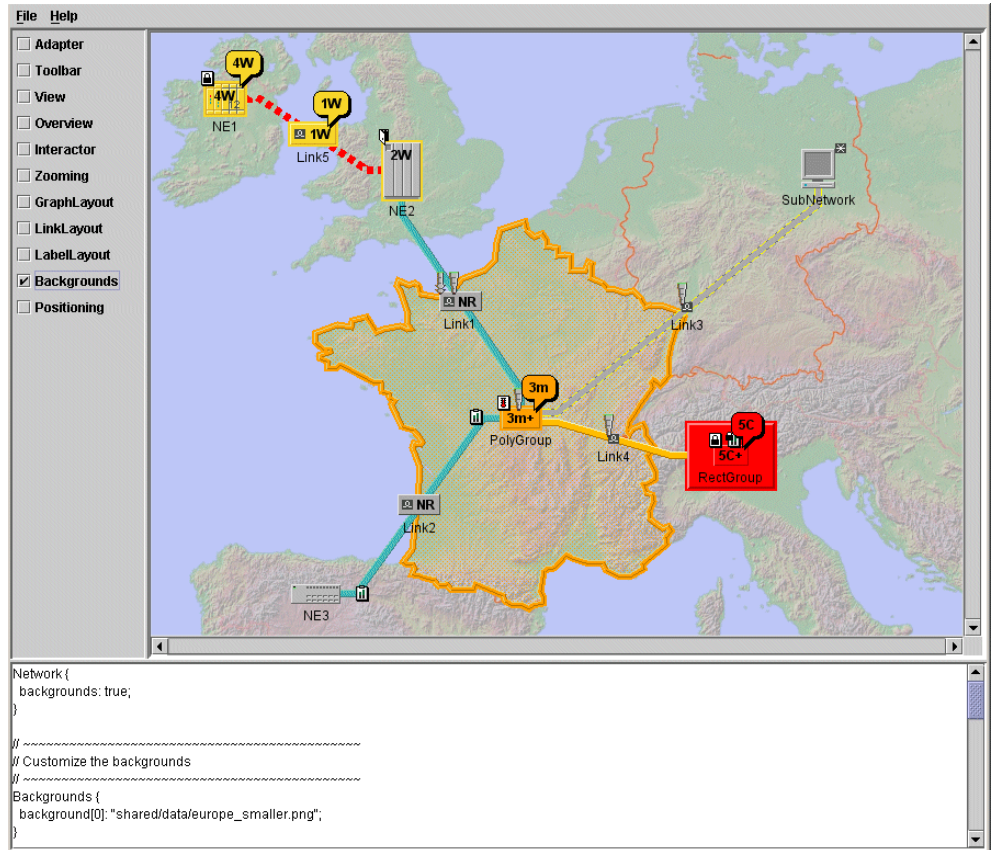 File Help
Adapter
Toolbar
View
Overview
Interactor
Zooming
GraphLayout
LinkLayout
LabelLayout
Backgrounds
Positioning
4W
4W
NE1
1W
1W
Link5
2W
NE2
SubNetwork
NR
Link1
Link3
3m
3m+
PolyGroup
Link4
5C
5C+
RectGroup
NR
Link2
NE3
Network {
backgrounds: true;
}
// ~~~~~~~~~~~~~~~~~~~~~~~~~~~~~~~~~~~~~~~~~~~~~
// Customize the backgrounds
// ~~~~~~~~~~~~~~~~~~~~~~~~~~~~~~~~~~~~~~~~~~~~~
Backgrounds {
background[0]: "shared/data/europe_smaller.png";
}